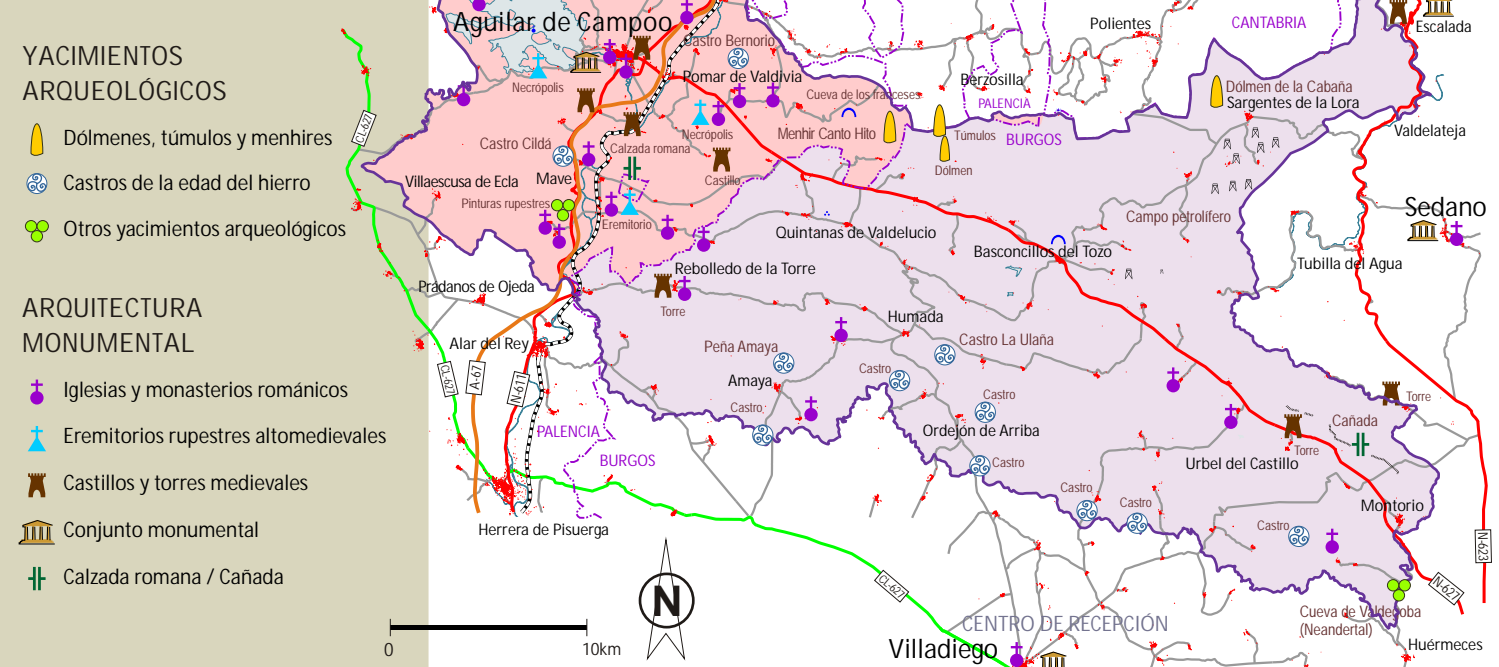 YACIMIENTOS
ARQUEOLÓGICOS
Dólmenes, túmulos y menhires
Castros de la edad del hierro
Otros yacimientos arqueológicos
ARQUITECTURA
MONUMENTAL
Iglesias y monasterios románicos
Eremitorios rupestres altomedievales
Castillos y torres medievales
Conjunto monumental
Calzada romana / Cañada
Aguilar de Campoo
Polientes
CANTABRIA
Escalada
Castro Bernorio
Necrópolis
Pomar de Valdivia
Berzosilla
Cueva de los franceses
PALENCIA
Dólmen de la Cabaña
Sargentes de la Lora
CL-627
Necrópolis
Menhir Canto Hito
Túmulos
BURGOS
Valdelateja
Castro Cildá
Calzada romana
Dólmen
Villaescusa de Ecla
Mave
Castillo
Pinturas rupestres
Eremitorio
Campo petrolífero
Sedano
Quintanas de Valdelucio
Basconcillos del Tozo
Tubilla del Agua
Rebolledo de la Torre
Prádanos de Ojeda
Torre
Humada
Alar del Rey
Peña Amaya
Castro La Ulaña
CL-627
A-67
N-611
Amaya
Castro
Castro
Castro
Torre
PALENCIA
Ordejón de Arriba
Cañada
BURGOS
Castro
Urbel del Castillo
Torre
Castro
Castro
Montorio
Herrera de Pisuerga
Castro
N-623
CL-627
N-627
N
Cueva de Valdegoba
(Neandertal)
CENTRO DE RECEPCIÓN
Villadiego
Huérmeces
0
10km